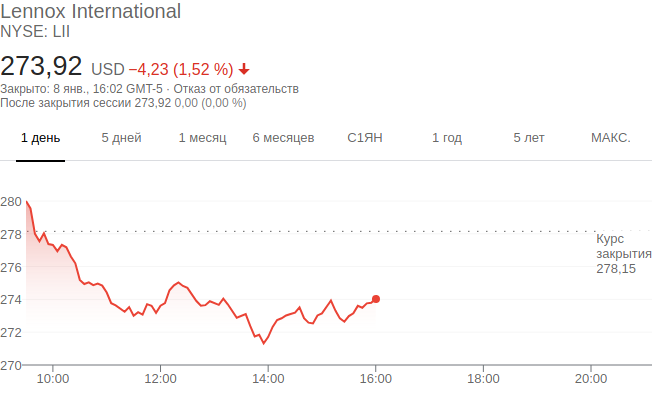 Lennox International
NYSE: LII
273,92 USD −4,23 (1,52 %)
Закрыто: 8 янв., 16:02 GMT-5 · Отказ от обязательств
После закрытия сессии 273,92 0,00 (0,00 %)
1 день 5 дней 1 месяц 6 месяцев С1ЯН 1 год 5 лет МАКС.
280
278
Курс
закрытия
278,15
276
274
272
270
10:00 12:00 14:00 16:00 18:00 20:00